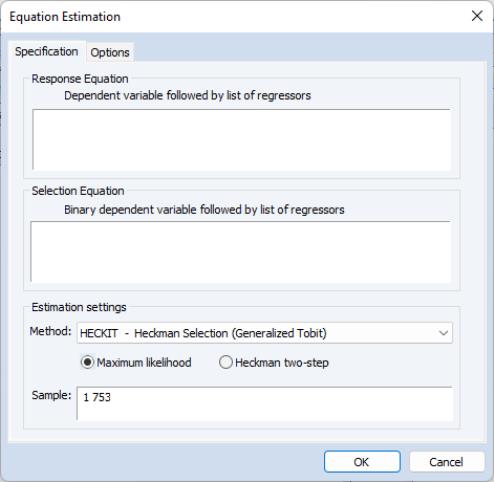 Equation Estimation
Specification Options
Response Equation
Dependent variable followed by list of regressors
Selection Equation
Binary dependent variable followed by list of regressors
Estimation settings
Method: HECKIT - Heckman Selection (Generalized Tobit)
Maximum likelihood Heckman two-step
Sample: 1 753
OK Cancel